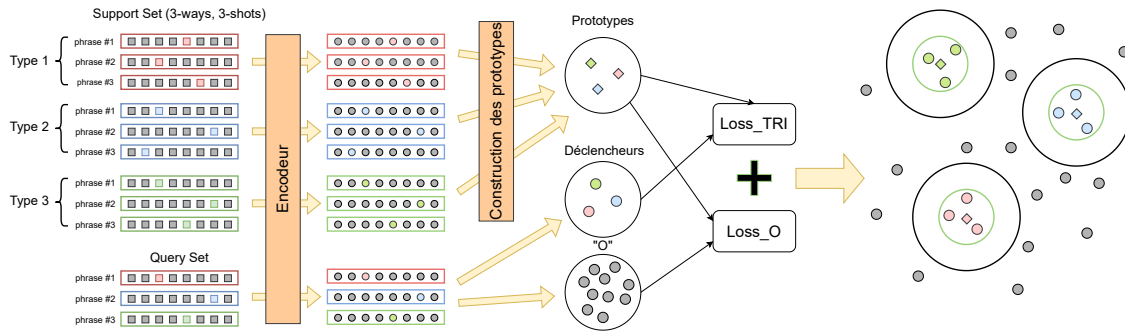 Support Set (3-ways, 3-shots)
Type 1
phrase #1
phrase #2
phrase #3
Type 2
phrase #1
phrase #2
phrase #3
Type 3
phrase #1
phrase #2
phrase #3
Query Set
phrase #1
phrase #2
phrase #3
Encodeur
Construction des prototypes
Prototypes
Déclencheurs
"O"
Loss_TRI
+
Loss_O